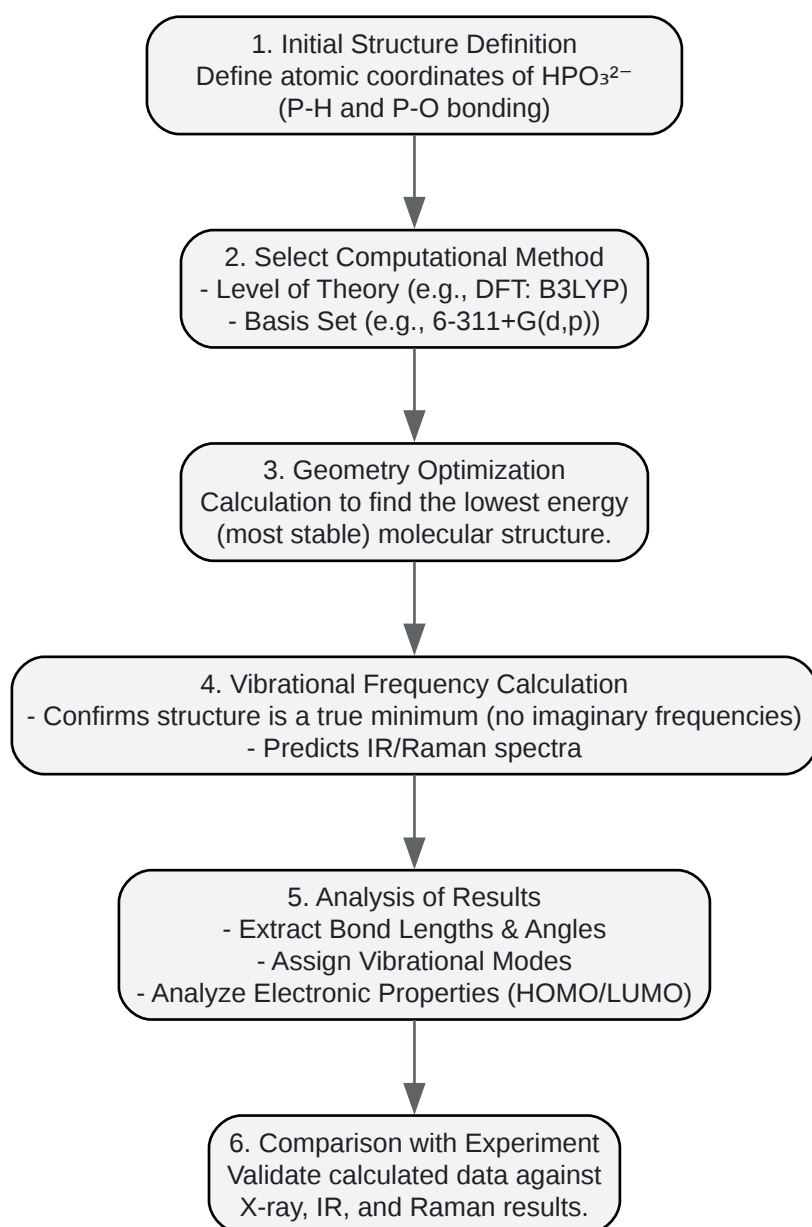 1. Initial Structure Definition
Define atomic coordinates of HPO₃²⁻
(P-H and P-O bonding)
2. Select Computational Method
- Level of Theory (e.g., DFT: B3LYP)
- Basis Set (e.g., 6-311+G(d,p))
3. Geometry Optimization
Calculation to find the lowest energy
(most stable) molecular structure.
4. Vibrational Frequency Calculation
- Confirms structure is a true minimum (no imaginary frequencies)
- Predicts IR/Raman spectra
5. Analysis of Results
- Extract Bond Lengths & Angles
- Assign Vibrational Modes
- Analyze Electronic Properties (HOMO/LUMO)
6. Comparison with Experiment
Validate calculated data against
X-ray, IR, and Raman results.